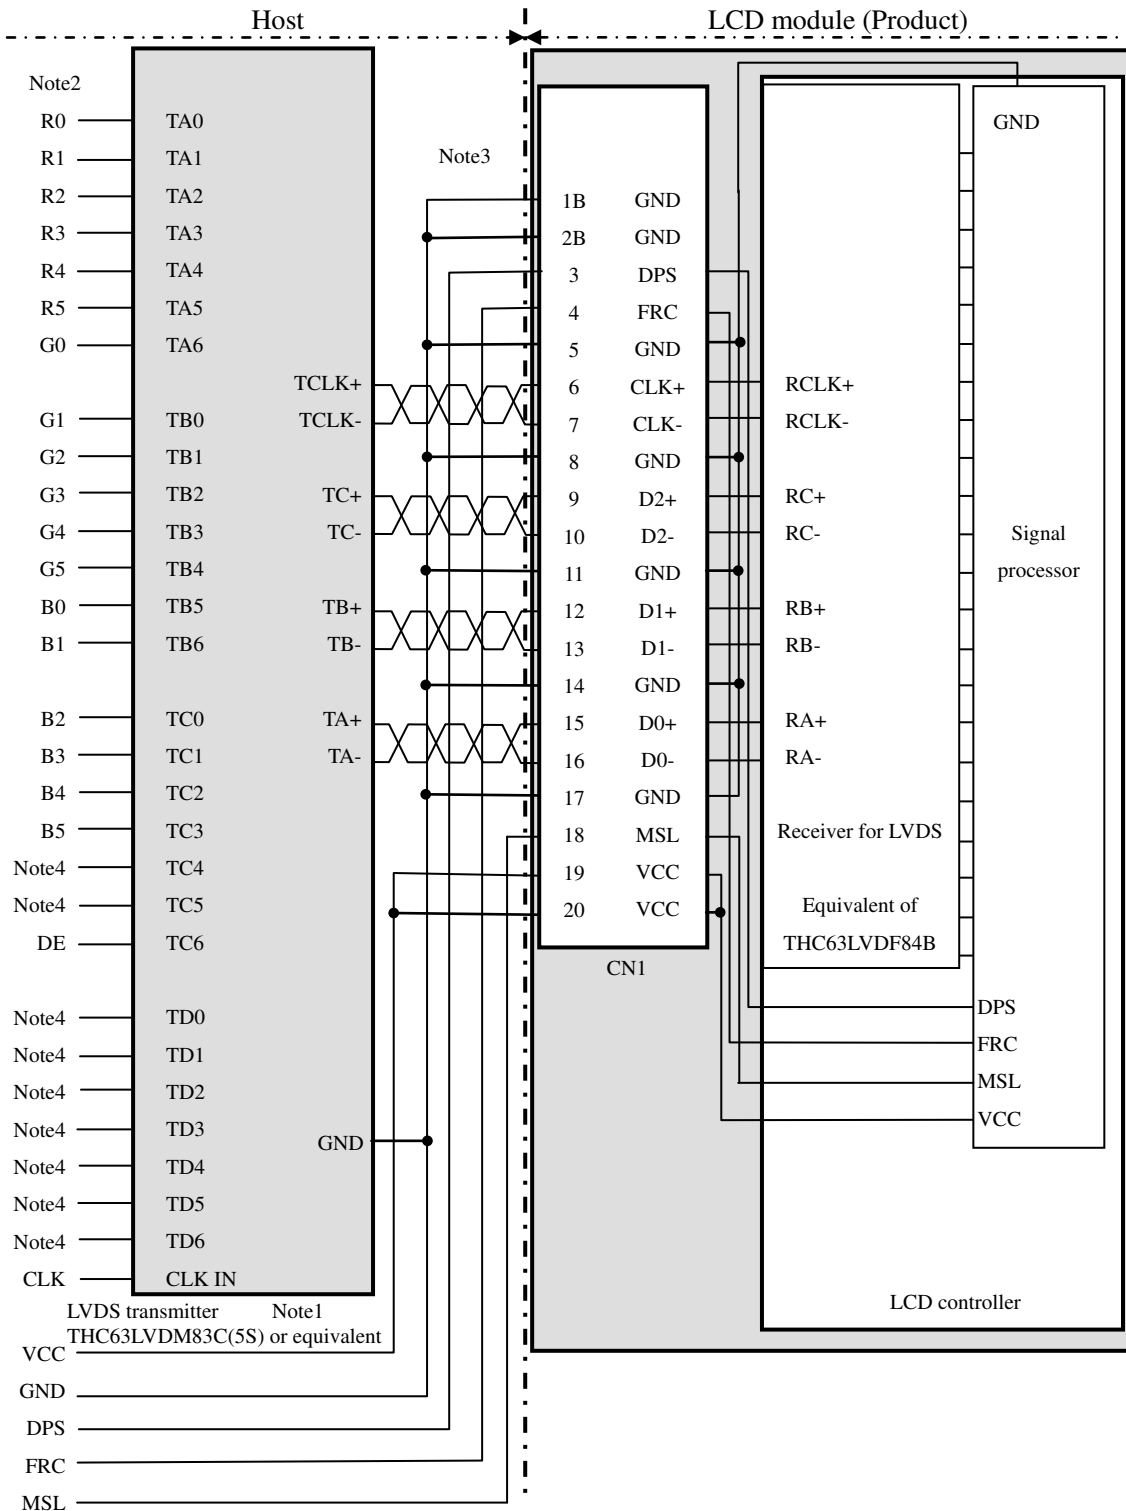 Host LCD module (Product)
Note2
R0 TA0 GND
R1 TA1 Note3
R2 TA2 1B GND
R3 TA3 2B GND
R4 TA4 3 DPS
R5 TA5 4 FRC
G0 TA6 5 GND
TCLK+ 6 CLK+ RCLK+
G1 TB0 TCLK- 7 CLK- RCLK-
G2 TB1 8 GND
G3 TB2 TC+ 9 D2+ RC+
G4 TB3 TC- 10 D2- RC- Signal
G5 TB4 11 GND processor
B0 TB5 TB+ 12 D1+ RB+
B1 TB6 TB- 13 D1- RB-
14 GND
B2 TC0 TA+ 15 D0+ RA+
B3 TC1 TA- 16 D0- RA-
B4 TC2 17 GND
B5 TC3 18 MSL Receiver for LVDS
Note4 TC4 19 VCC
Note4 TC5 20 VCC Equivalent of
DE TC6 THC63LVDF84B
CN1
Note4 TD0 DPS
Note4 TD1 FRC
Note4 TD2 MSL
Note4 TD3 GND VCC
Note4 TD4
Note4 TD5
Note4 TD6
CLK CLK IN
LCD controller
LVDS transmitter Note1
THC63LVDM83C(5S) or equivalent
VCC
GND
DPS
FRC
MSL